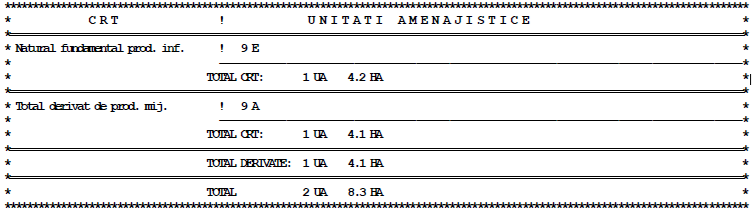 C R T ! U N I T A T I A M E N A J I S T I C E
* Natural fundamental prod. inf. ! 9 E
* TOTAL CRT: 1 UA 4.2 HA *
* Total derivat de prod. mij. ! 9 A *
* TOTAL CRT: 1 UA 4.1 HA *
* TOTAL DERIVATE: 1 UA 4.1 HA *
* TOTAL 2 UA 8.3 HA *